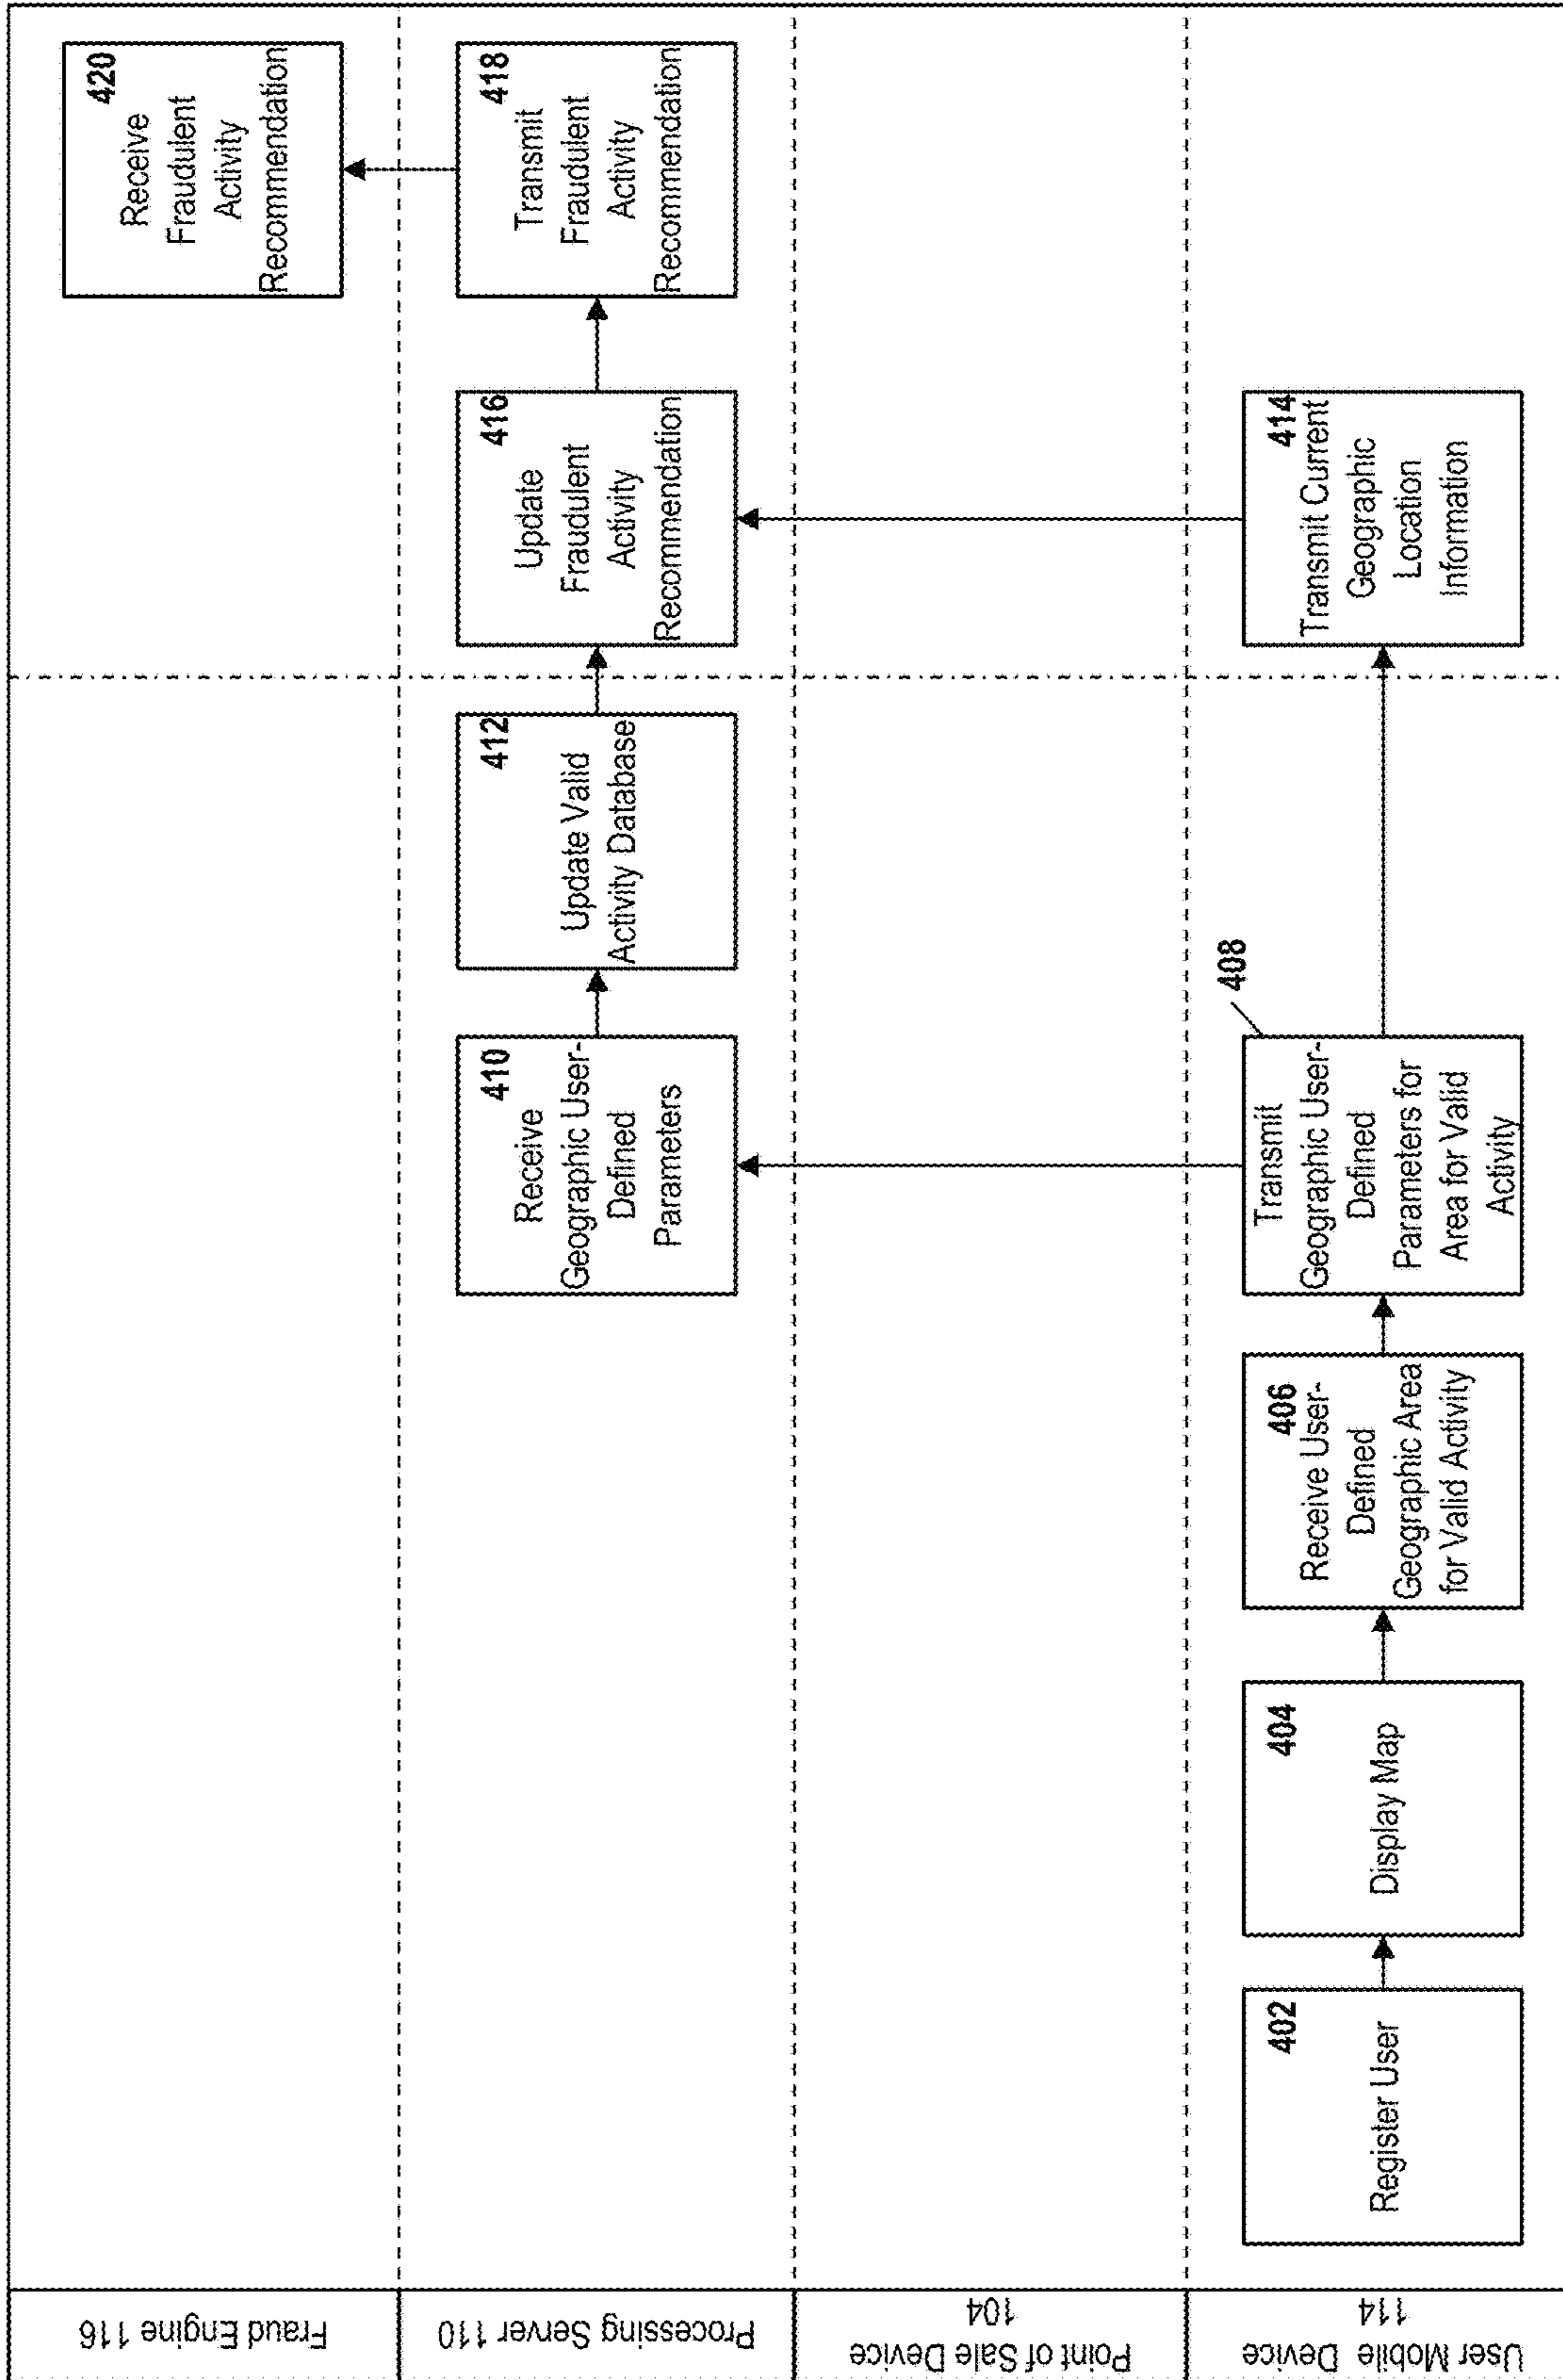 Fraud Engine 116
420
Receive
Fraudulent
Activity
Recommendation
Processing Server 110
410
Receive
Geographic User-
Defined
Parameters
412
Update Valid
Activity Database
416
Update
Fraudulent
Activity
Recommendation
418
Transmit
Fraudulent
Activity
Recommendation
Point of Sale Device
104
User Mobile Device
114
402
Register User
404
Display Map
406
Receive User-
Defined
Geographic Area
for Valid Activity
408
Transmit
Geographic User-
Defined
Parameters for
Area for Valid
Activity
414
Transmit Current
Geographic
Location
Information